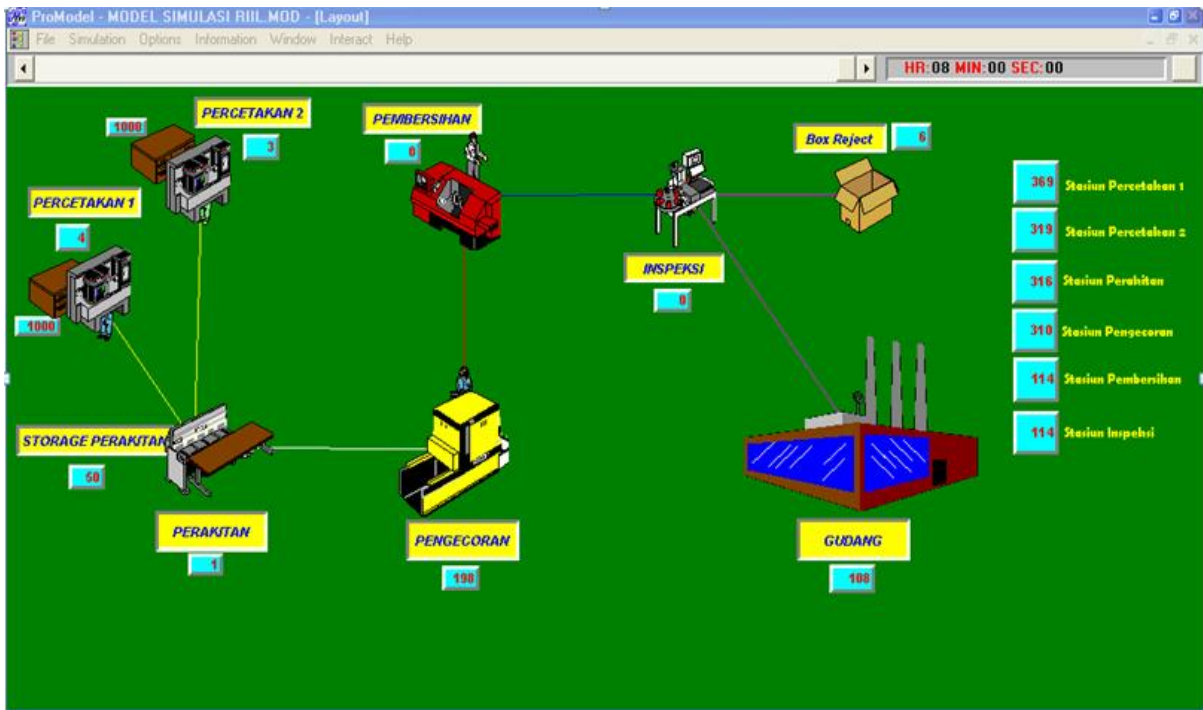 ProModel - MODEL SIMULASI RIIL.MOD - [Layout]
File Simulation Options Information Window Interact Help
HR:08 MIN:00 SEC:00
1000
PERCETAKAN 2
3
PEMBERSIHAN
0
Box Reject
6
PERCETAKAN 1
4
1000
INSPEKSI
0
369 Stasiun Percetakan 1
319 Stasiun Percetakan 2
316 Stasiun Perakitan
310 Stasiun Pengecoran
114 Stasiun Pembersihan
114 Stasiun Inspeksi
STORAGE PERAKITAN
50
PERAKITAN
1
PENGECORAN
198
GUDANG
108